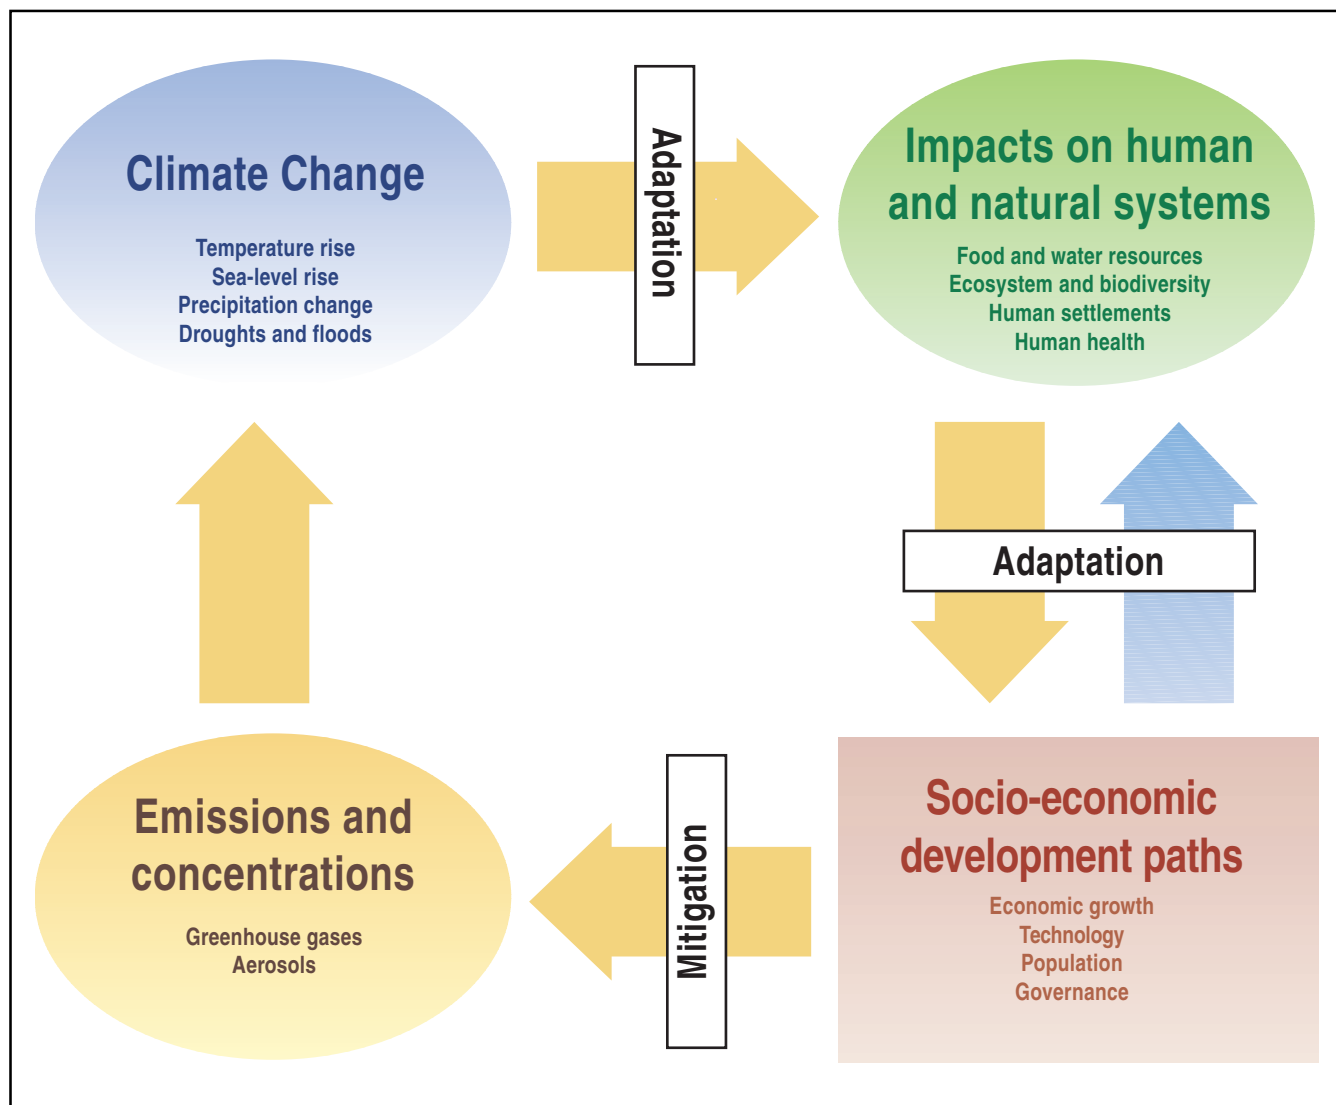 Climate Change
Temperature rise
Sea-level rise
Precipitation change
Droughts and floods
Adaptation
Impacts on human
and natural systems
Food and water resources
Ecosystem and biodiversity
Human settlements
Human health
Adaptation
Emissions and
concentrations
Greenhouse gases
Aerosols
Mitigation
Socio-economic
development paths
Economic growth
Technology
Population
Governance